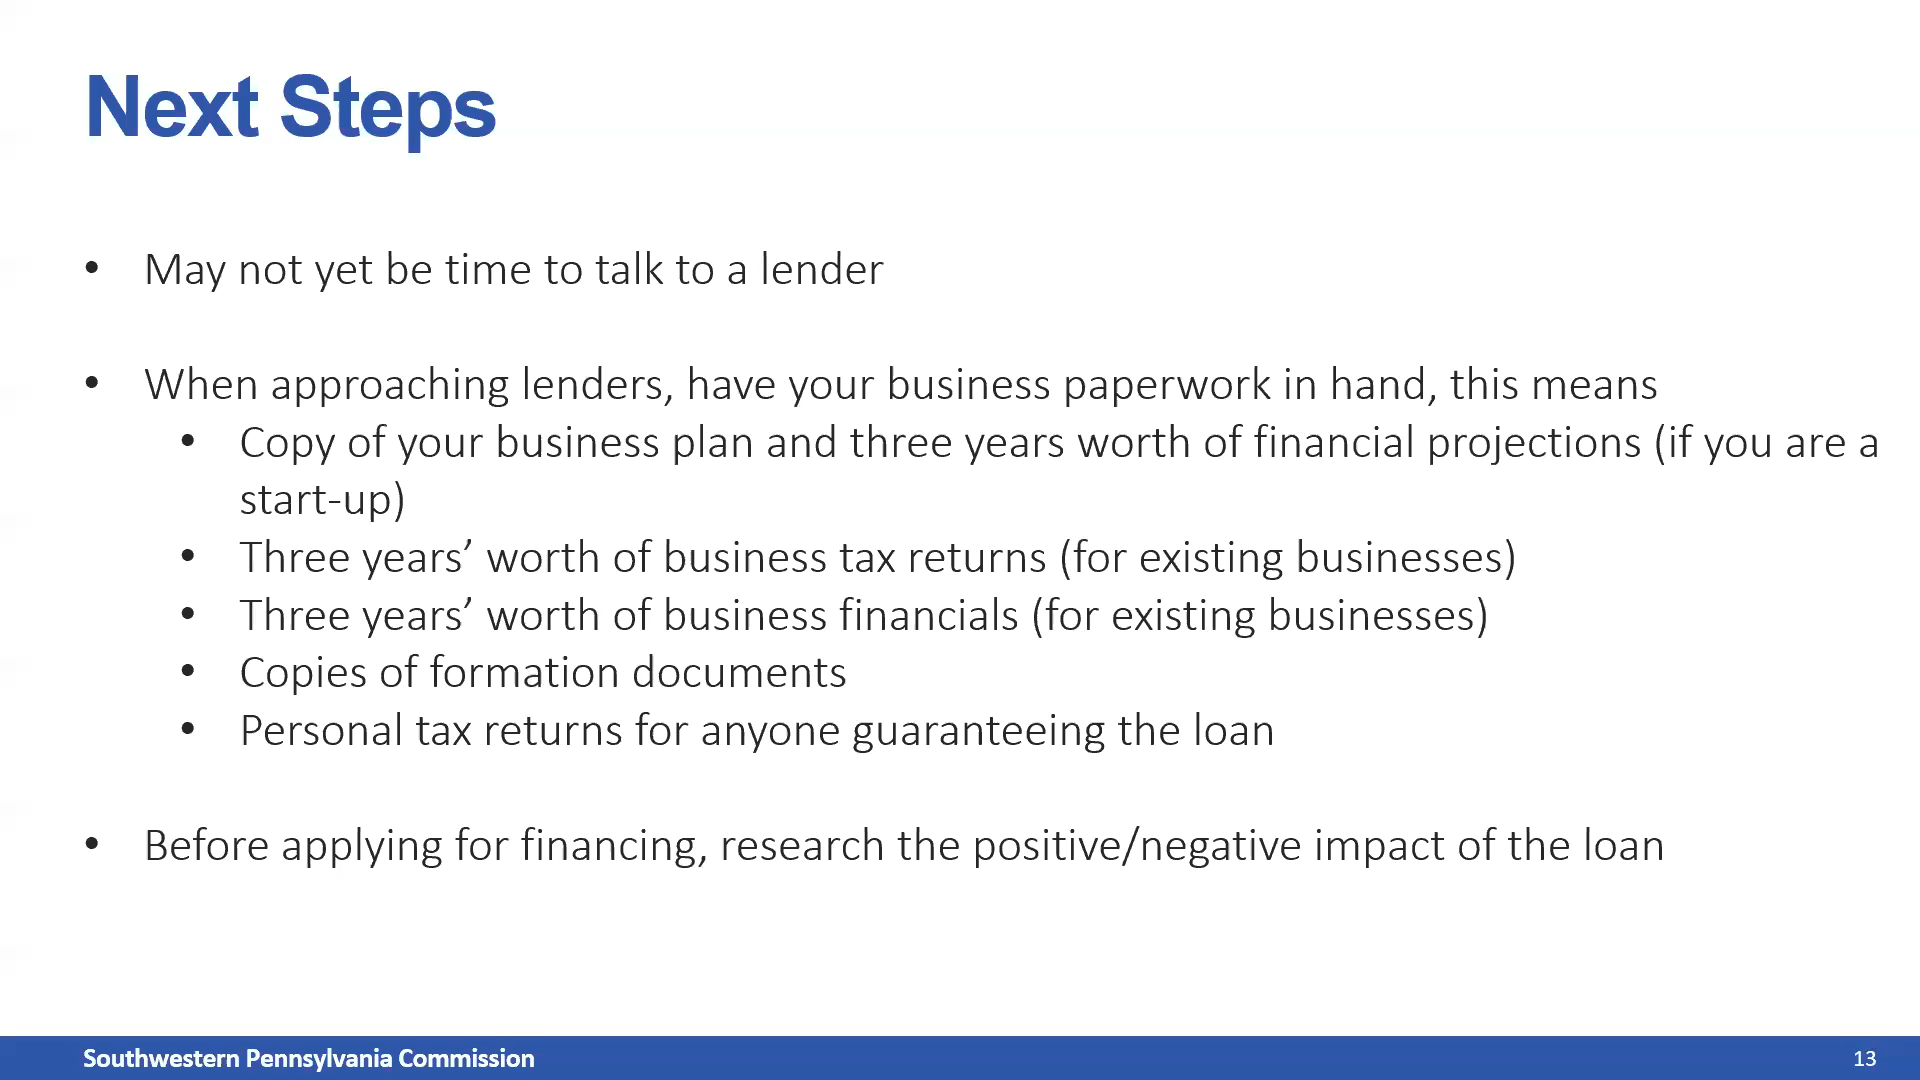 Next Steps
• May not yet be time to talk to a lender
• When approaching lenders, have your business paperwork in hand, this means
• Copy of your business plan and three years worth of financial projections (if you are a
start-up)
• Three years’ worth of business tax returns (for existing businesses)
• Three years’ worth of business financials (for existing businesses)
• Copies of formation documents
• Personal tax returns for anyone guaranteeing the loan
• Before applying for financing, research the positive/negative impact of the loan
Southwestern Pennsylvania Commission
13